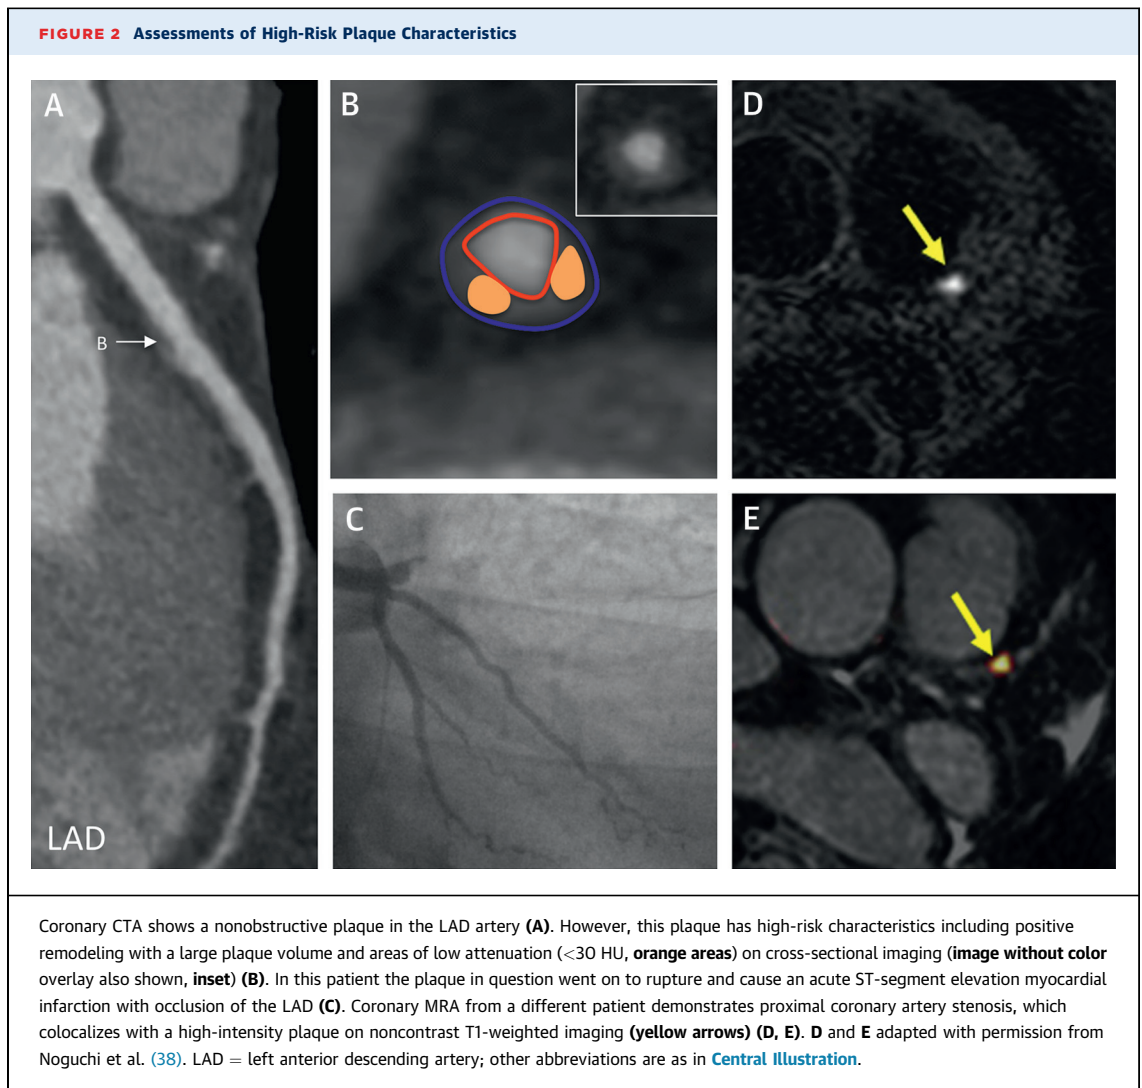 FIGURE 2 Assessments of High-Risk Plaque Characteristics
A
B
LAD
B
C
D
E
Coronary CTA shows a nonobstructive plaque in the LAD artery (A). However, this plaque has high-risk characteristics including positive
remodeling with a large plaque volume and areas of low attenuation (<30 HU, orange areas) on cross-sectional imaging (image without color
overlay also shown, inset) (B). In this patient the plaque in question went on to rupture and cause an acute ST-segment elevation myocardial
infarction with occlusion of the LAD (C). Coronary MRA from a different patient demonstrates proximal coronary artery stenosis, which
colocalizes with a high-intensity plaque on noncontrast T1-weighted imaging (yellow arrows) (D, E). D and E adapted with permission from
Noguchi et al. (38). LAD = left anterior descending artery; other abbreviations are as in Central Illustration.